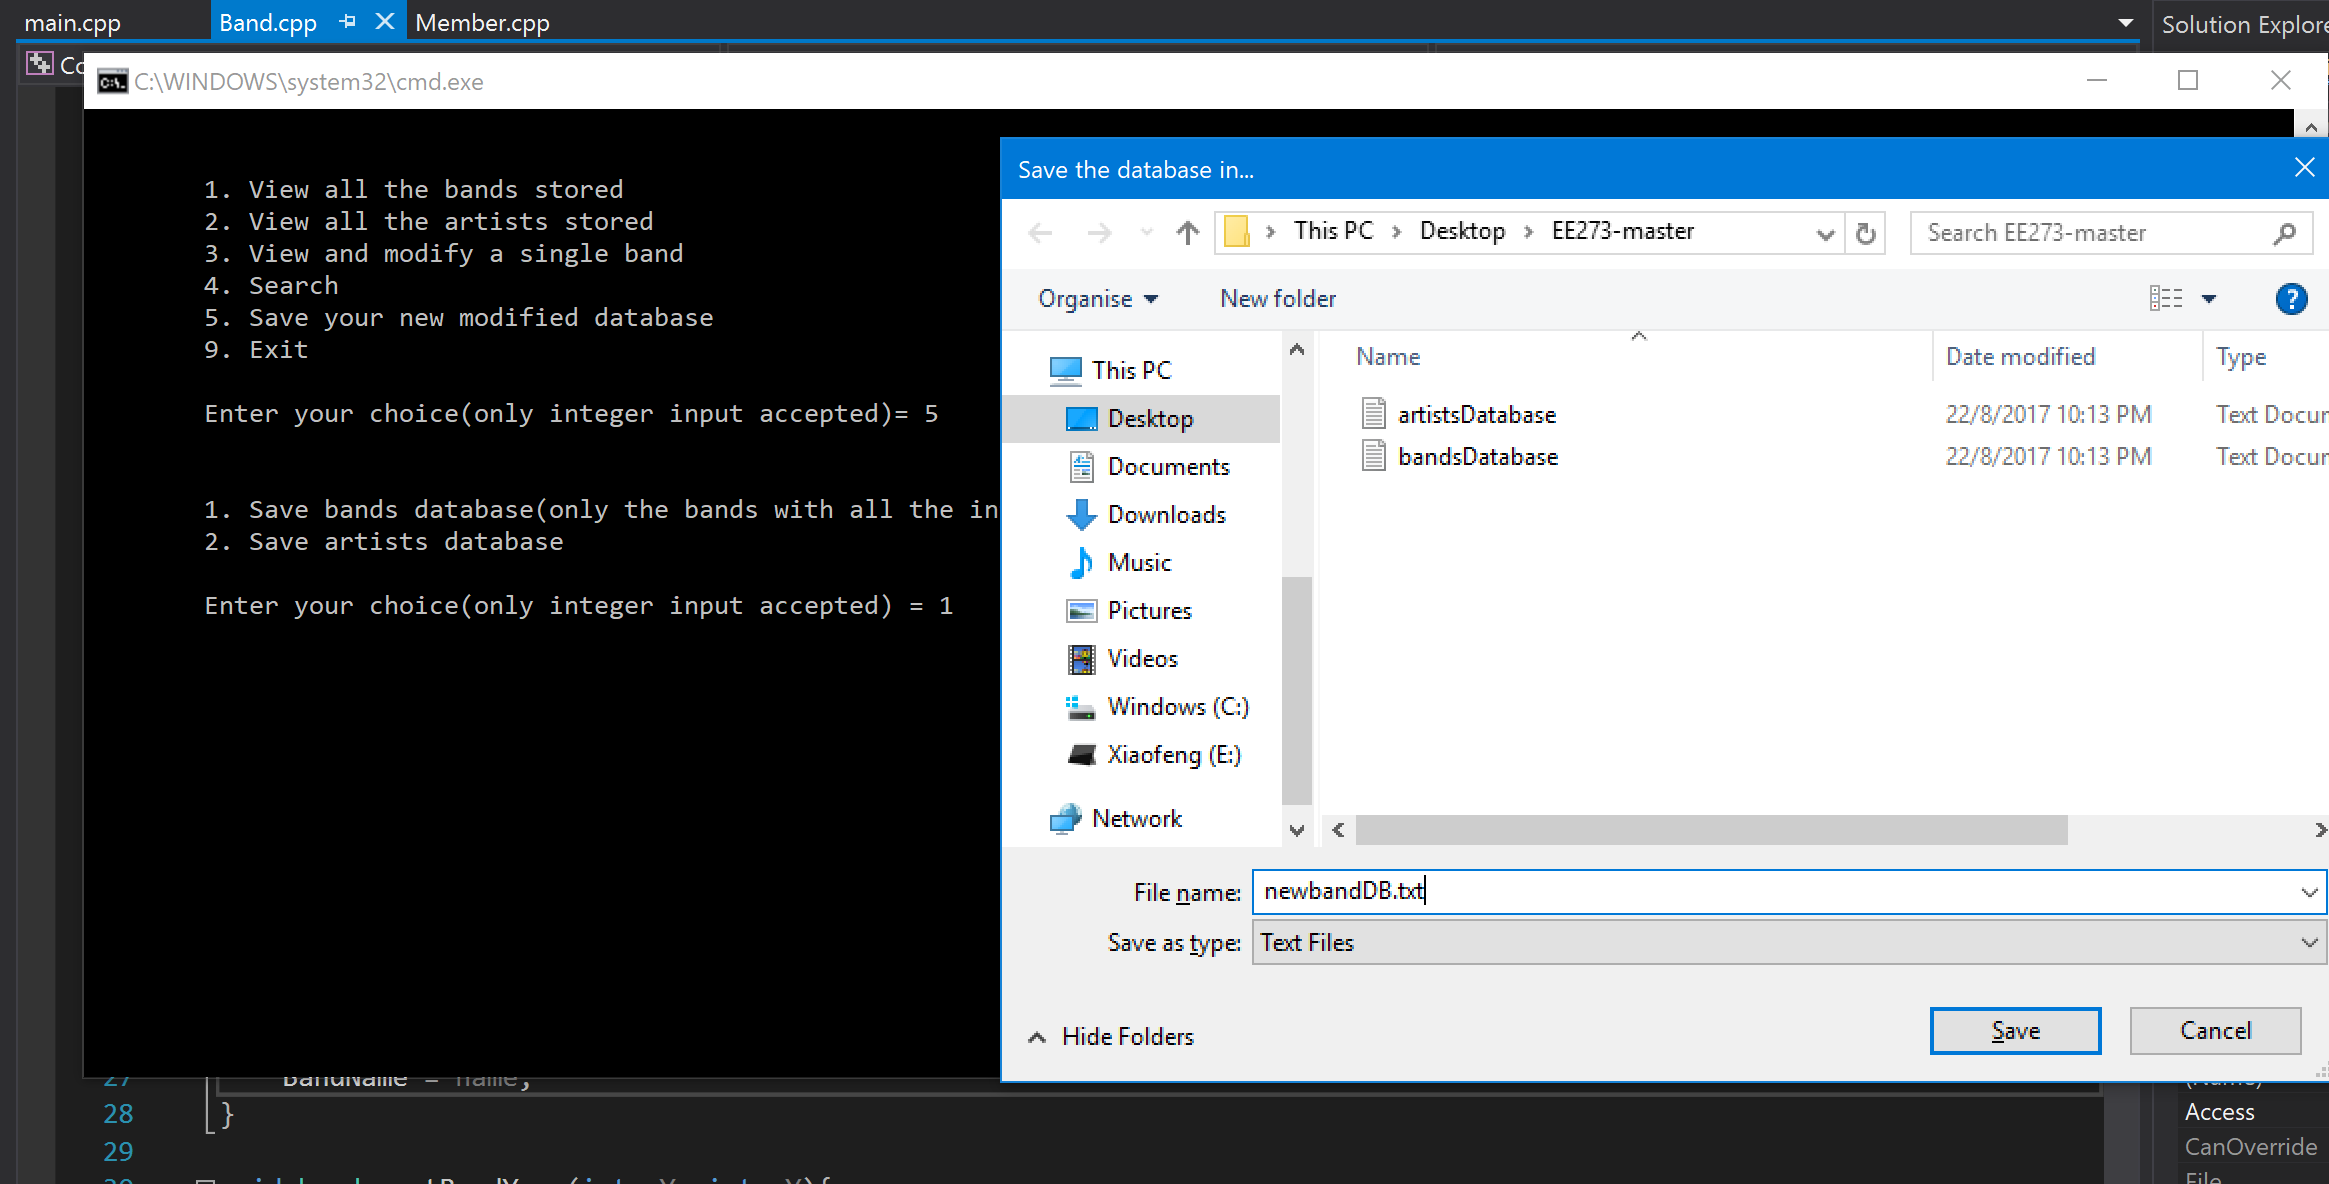 main.cpp Band.cpp Member.cpp
Solution Explore
C:\WINDOWS\system32\cmd.exe
1. View all the bands stored
2. View all the artists stored
3. View and modify a single band
4. Search
5. Save your new modified database
9. Exit
Enter your choice(only integer input accepted)= 5
1. Save bands database(only the bands with all the in
2. Save artists database
Enter your choice(only integer input accepted) = 1
Save the database in...
This PC > Desktop > EE273-master
Search EE273-master
Organise New folder
This PC
Desktop
Documents
Downloads
Music
Pictures
Videos
Windows (C:)
Xiaofeng (E:)
Network
Name Date modified Type
artistsDatabase 22/8/2017 10:13 PM Text Docur
bandsDatabase 22/8/2017 10:13 PM Text Docur
File name: newbandDB.txt
Save as type: Text Files
Hide Folders
Save Cancel
27 BandName = name;
28 }
29
(Name)
Access
CanOverride
File